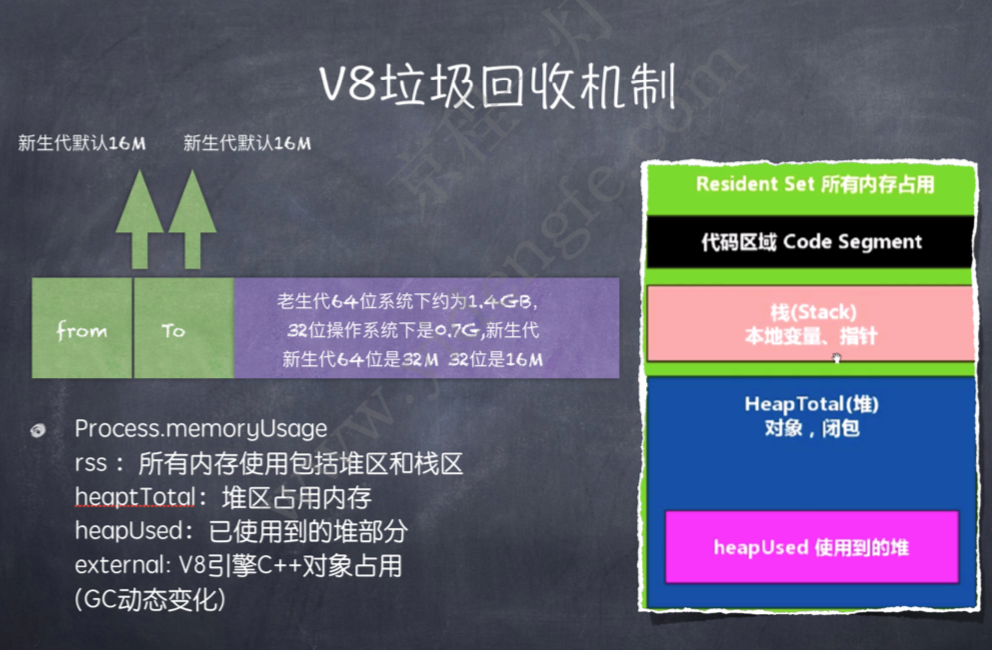 V8垃圾回收机制
新生代默认16M
新生代默认16M
from
To
老生代64位系统下约为1.4GB,
32位操作系统下是0.7G,新生代
新生代64位是32M 32位是16M
Process.memoryUsage
rss： 所有内存使用包括堆区和栈区
heaptTotal：堆区占用内存
heapUsed：已使用到的堆部分
external: V8引擎C++对象占用
(GC动态变化)
Resident Set 所有内存占用
代码区域 Code Segment
栈(Stack)
本地变量、指针
HeapTotal(堆)
对象，闭包
heapUsed 使用到的堆